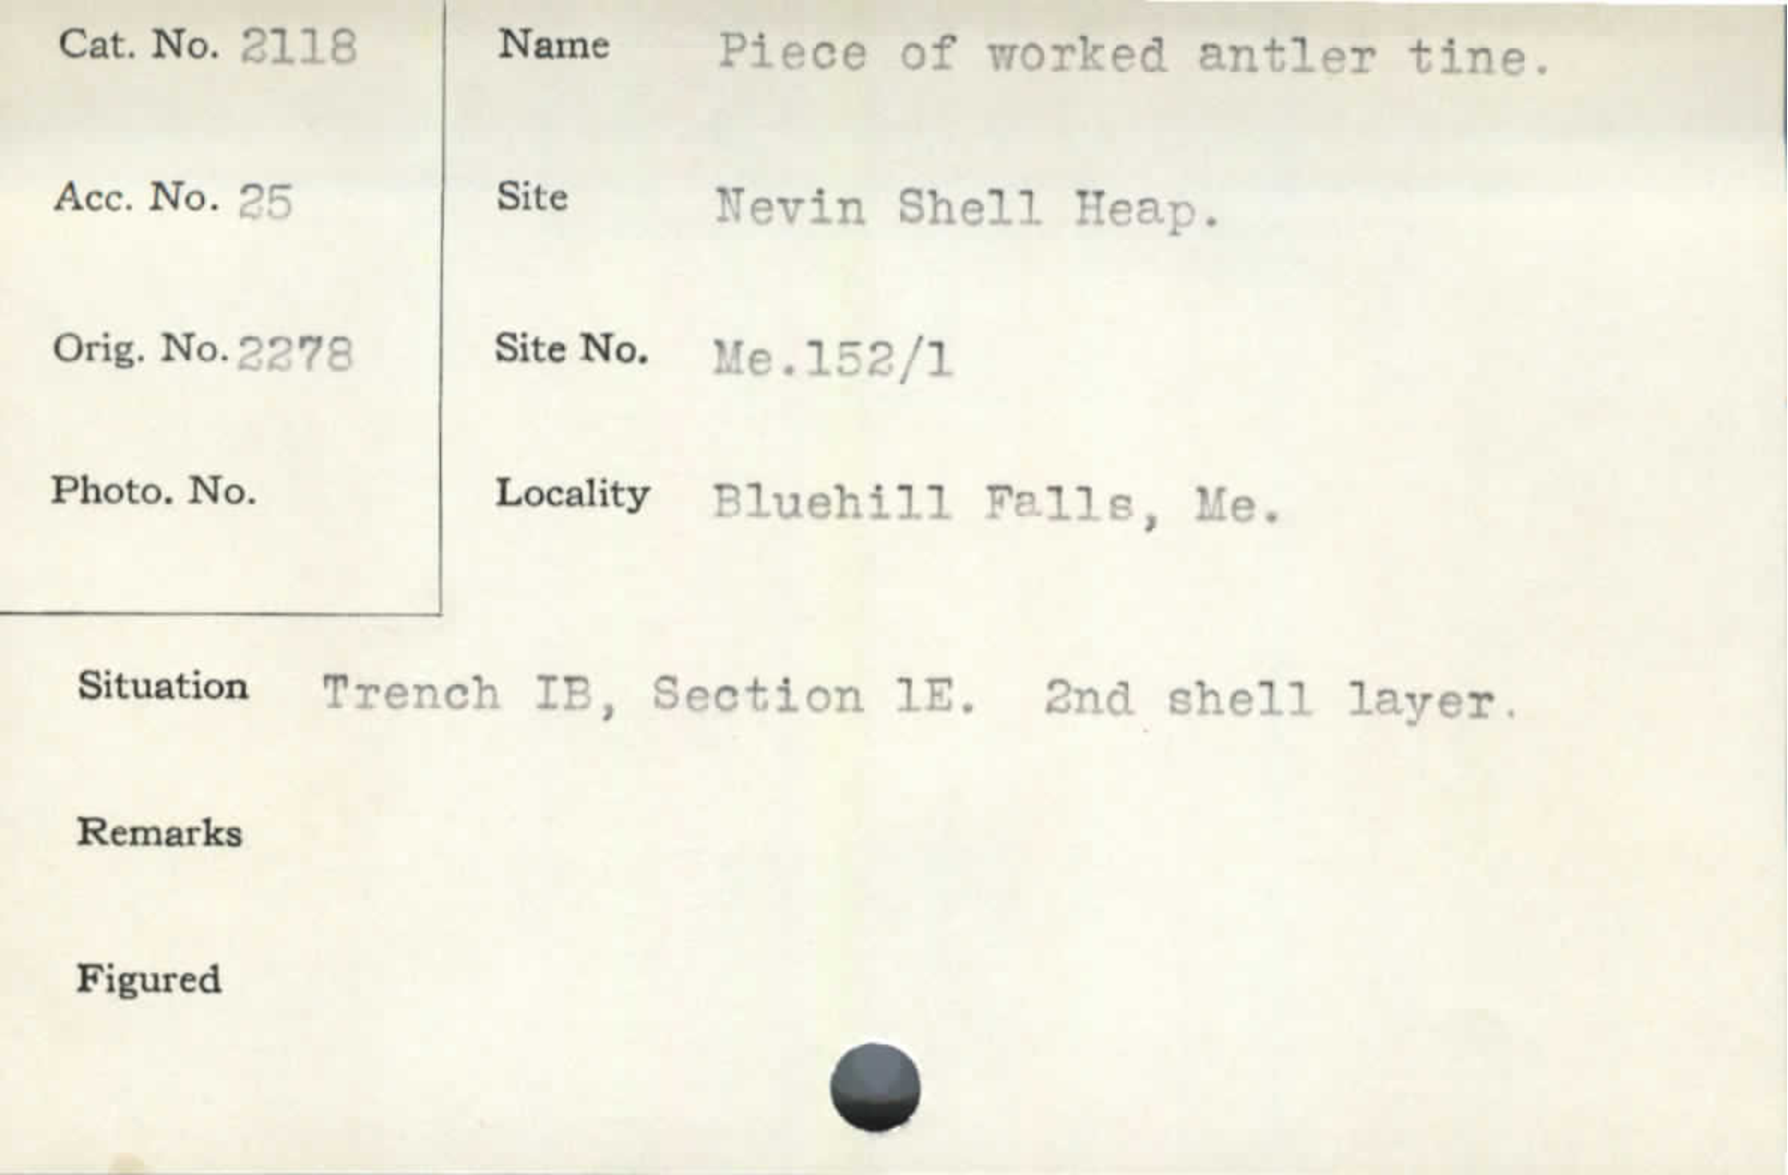 Cat. No. 2118
Name Piece of worked antler tine.
Acc. No. 25
Site Nevin Shell Heap.
Orig. No. 2278
Site No. Me.152/1
Photo. No.
Locality Bluehill Falls, Me.
Situation Trench IB, Section 1E. 2nd shell layer.
Remarks
Figured